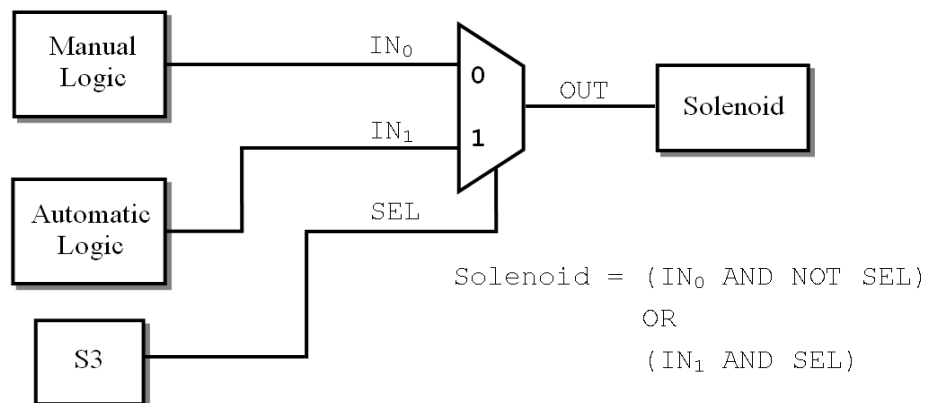 Manual
Logic
IN₀
0
OUT
Solenoid
IN₁
1
Automatic
Logic
SEL
Solenoid = (IN₀ AND NOT SEL)
OR
(IN₁ AND SEL)
S3